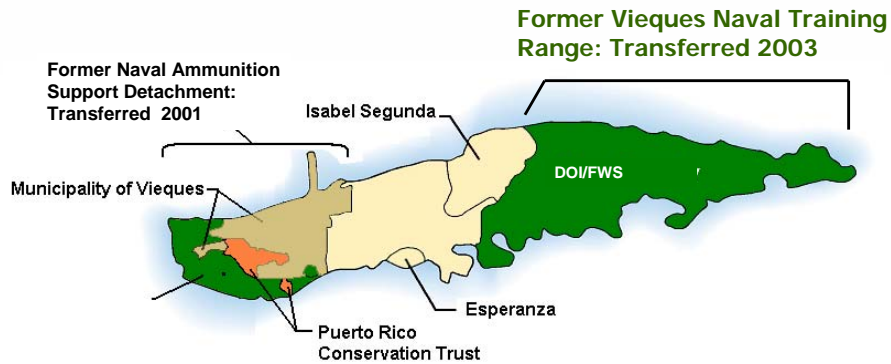 Former Vieques Naval Training
Range: Transferred 2003
Former Naval Ammunition
Support Detachment:
Transferred 2001
Isabel Segunda
DOI/FWS
Municipality of Vieques
Esperanza
Puerto Rico
Conservation Trust